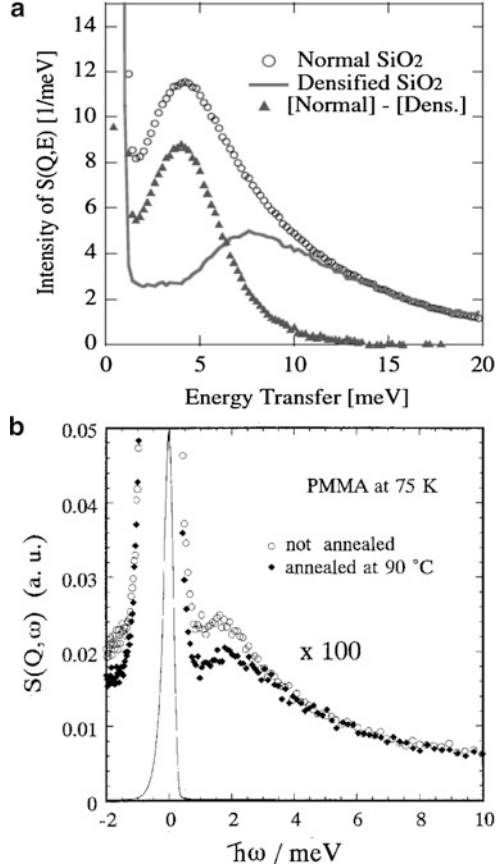 a
14
12
10
8
6
4
2
0
Intensity of S(Q,E) [1/meV]
Normal SiO2
Densified SiO2
[Normal] - [Dens.]
0 5 10 15 20
Energy Transfer [meV]
b
0.05
0.04
0.03
0.02
0.01
0
S(Q,ω) (a. u.)
PMMA at 75 K
not annealed
annealed at 90 °C
x 100
-2 0 2 4 6 8 10
ħω / meV